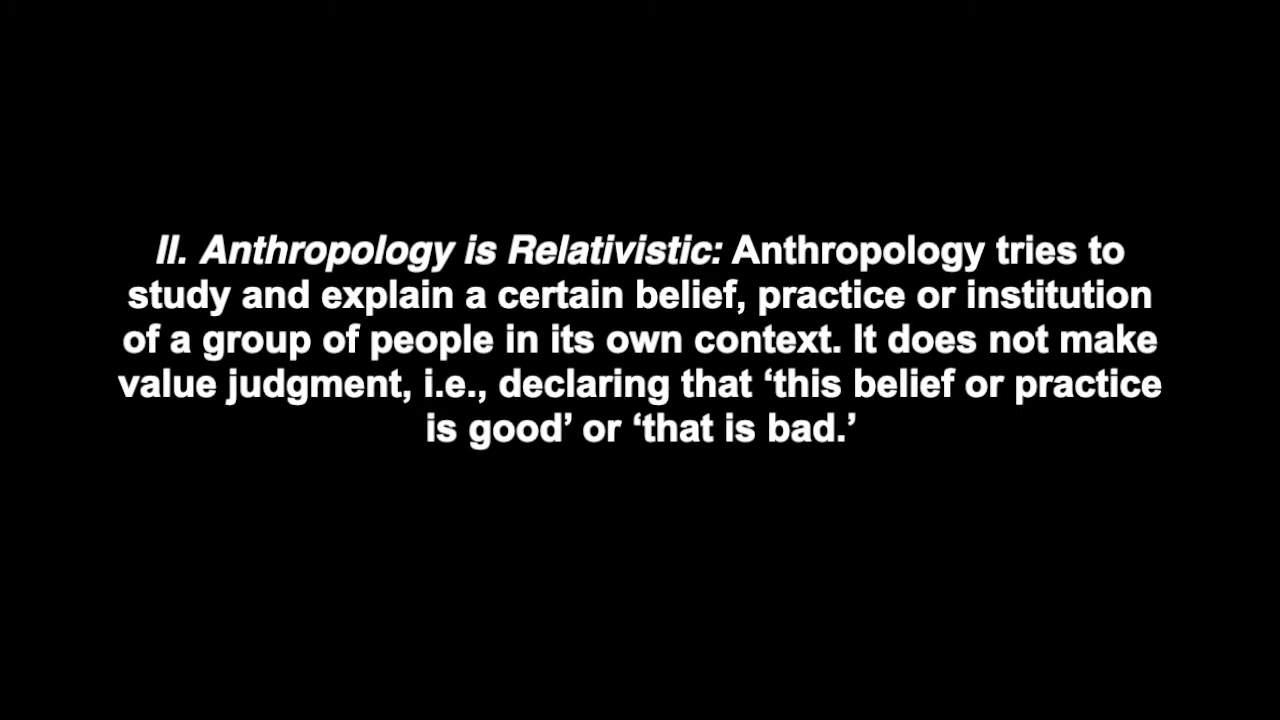 II. Anthropology is Relativistic: Anthropology tries to
study and explain a certain belief, practice or institution
of a group of people in its own context. It does not make
value judgment, i.e., declaring that ‘this belief or practice
is good’ or ‘that is bad.’